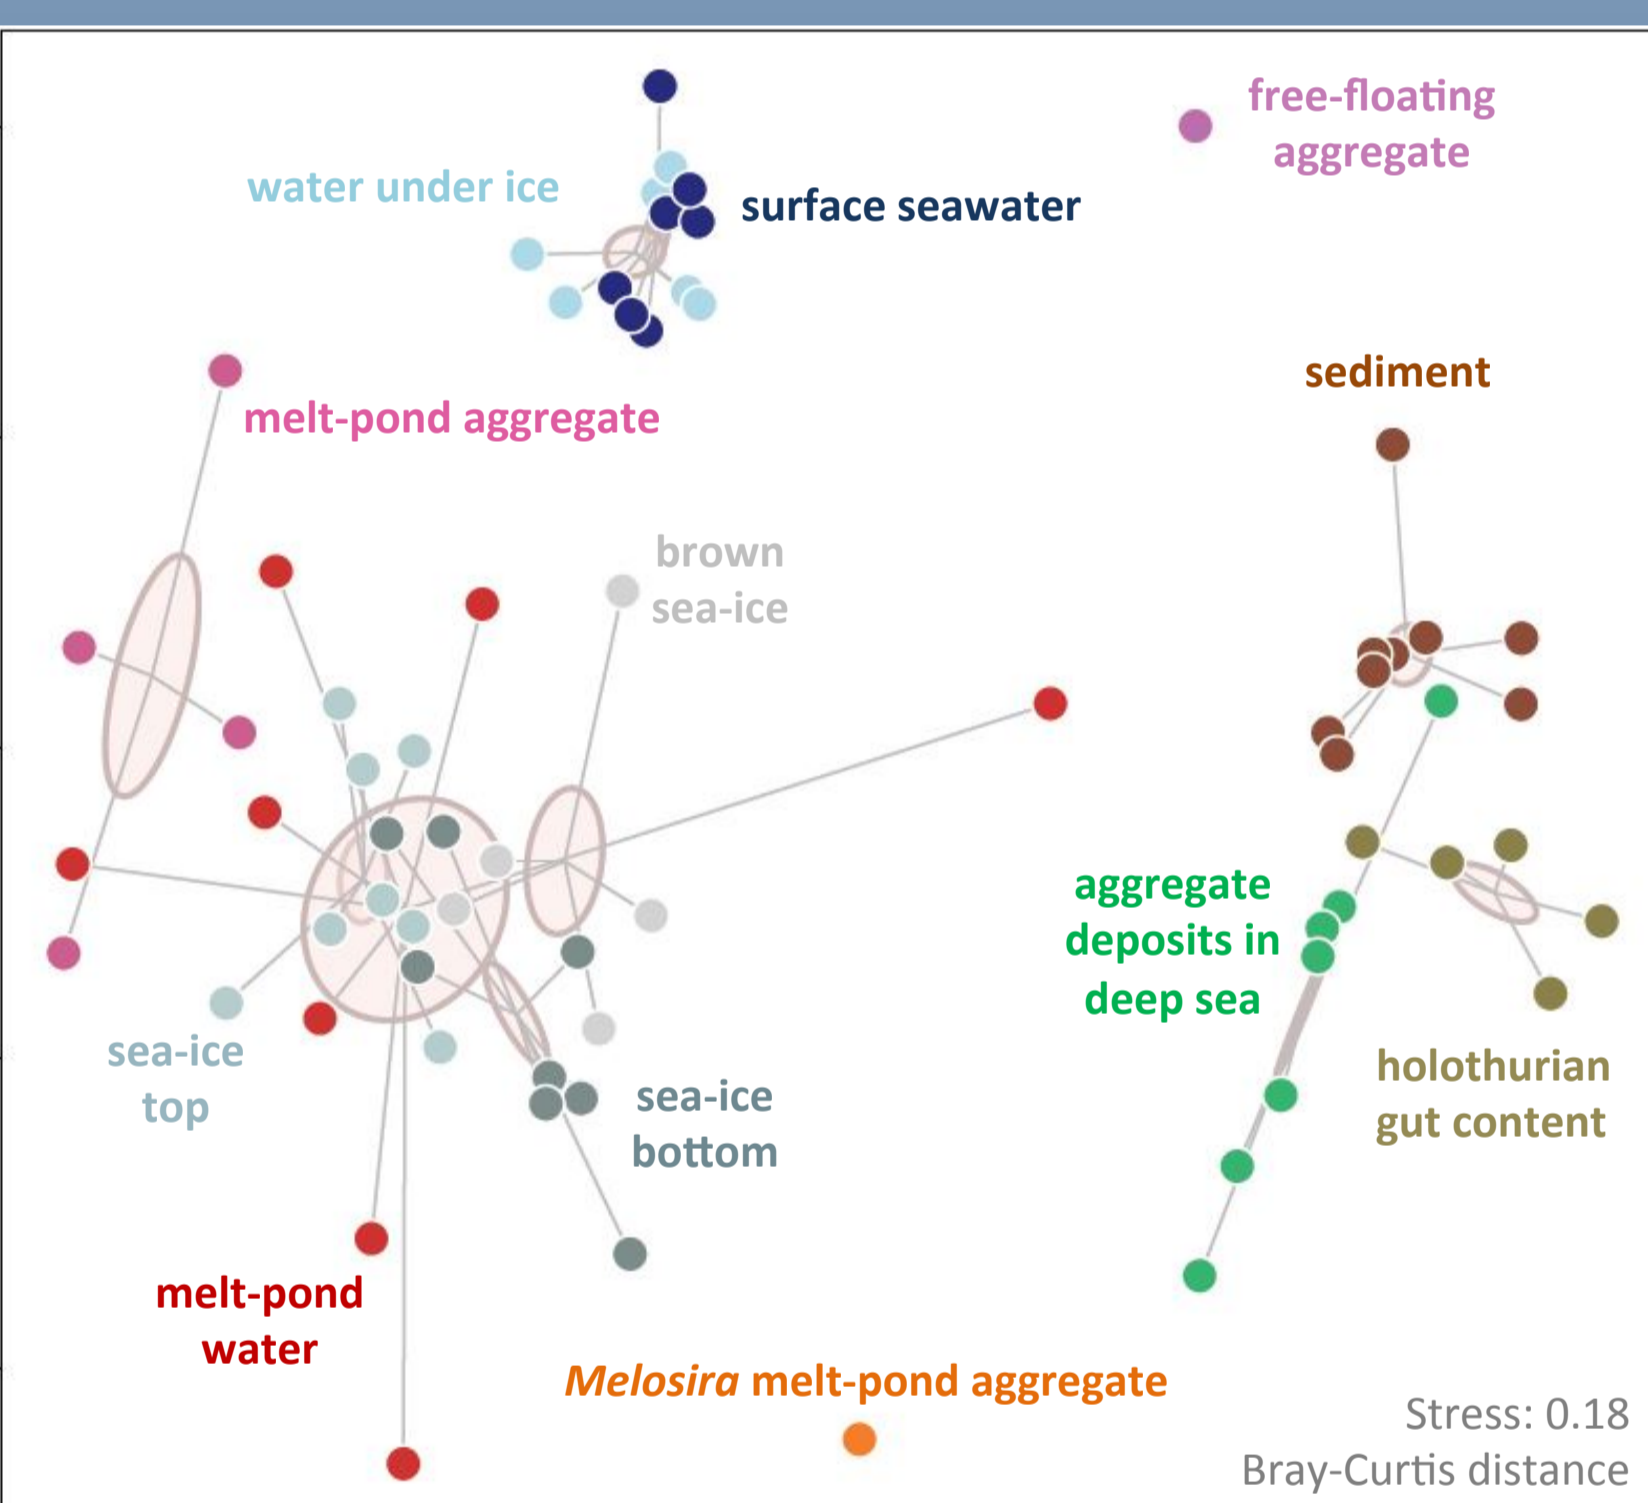 free-floating
aggregate
water under ice
surface seawater
sediment
melt-pond aggregate
brown
sea-ice
aggregate
deposits in
deep sea
sea-ice
top
sea-ice
bottom
holothurian
gut content
melt-pond
water
Melosira melt-pond aggregate
Stress: 0.18
Bray-Curtis distance